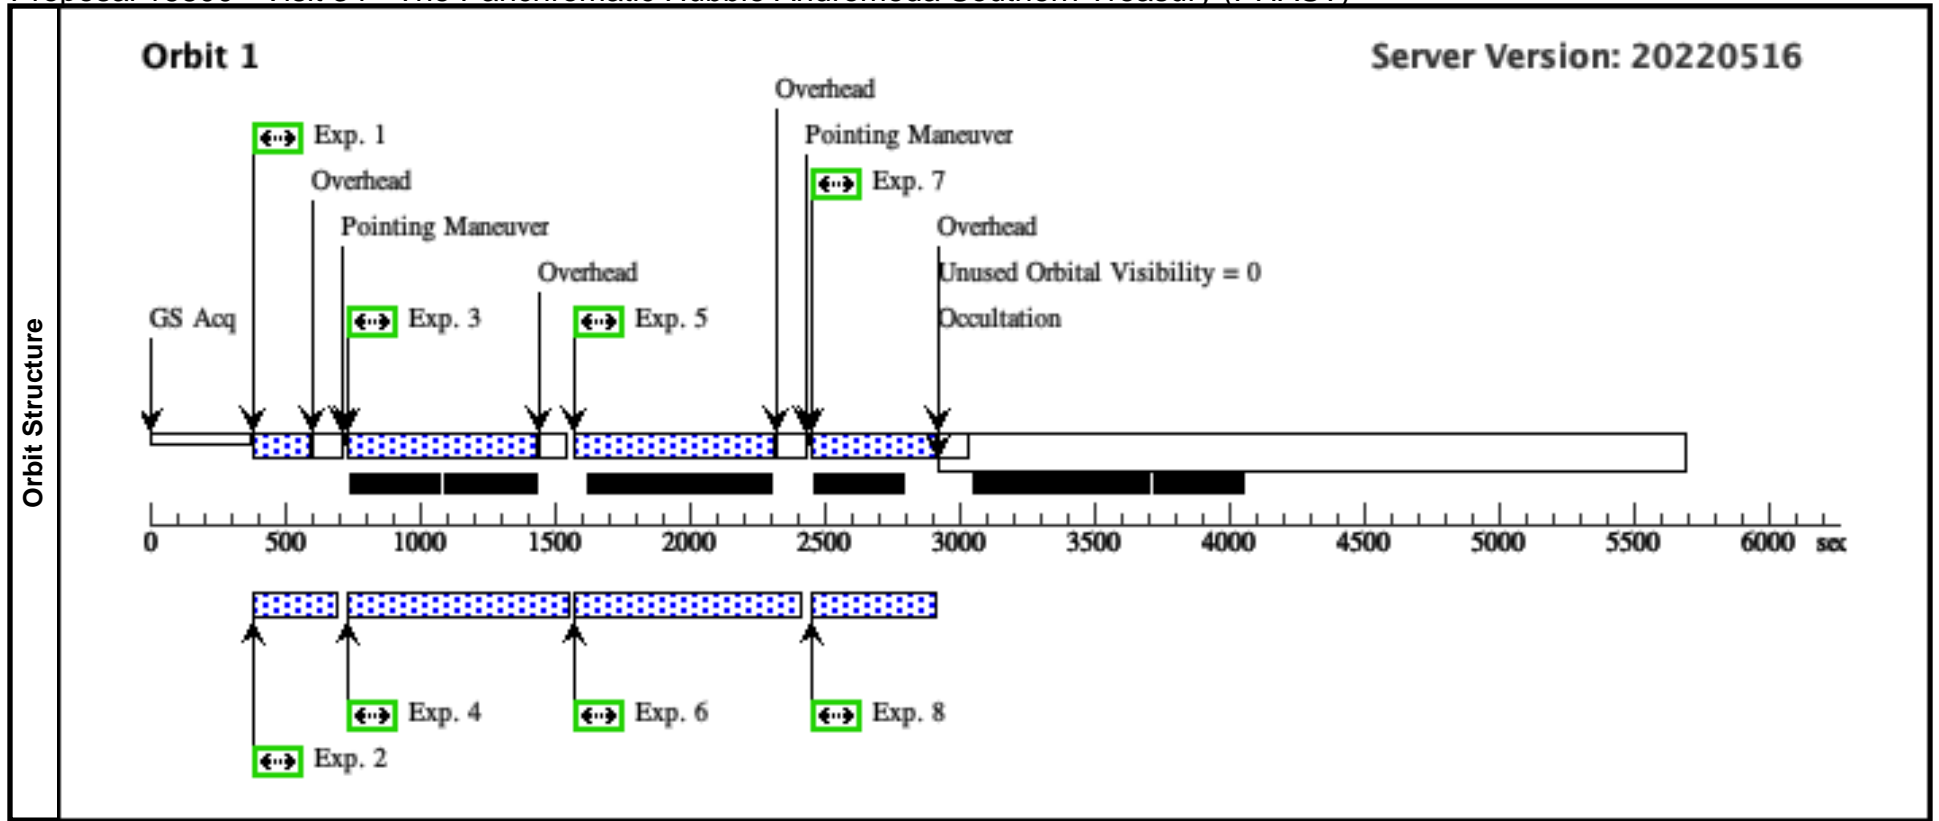 Orbit 1
Server Version: 20220516
Overhead
Exp. 1
Pointing Maneuver
Overhead
Exp. 7
Pointing Maneuver
Overhead
Overhead
Unused Orbital Visibility = 0
GS Acq
Exp. 3
Exp. 5
Occultation
Orbit Structure
0 500 1000 1500 2000 2500 3000 3500 4000 4500 5000 5500 6000 sec
Exp. 4
Exp. 6
Exp. 8
Exp. 2